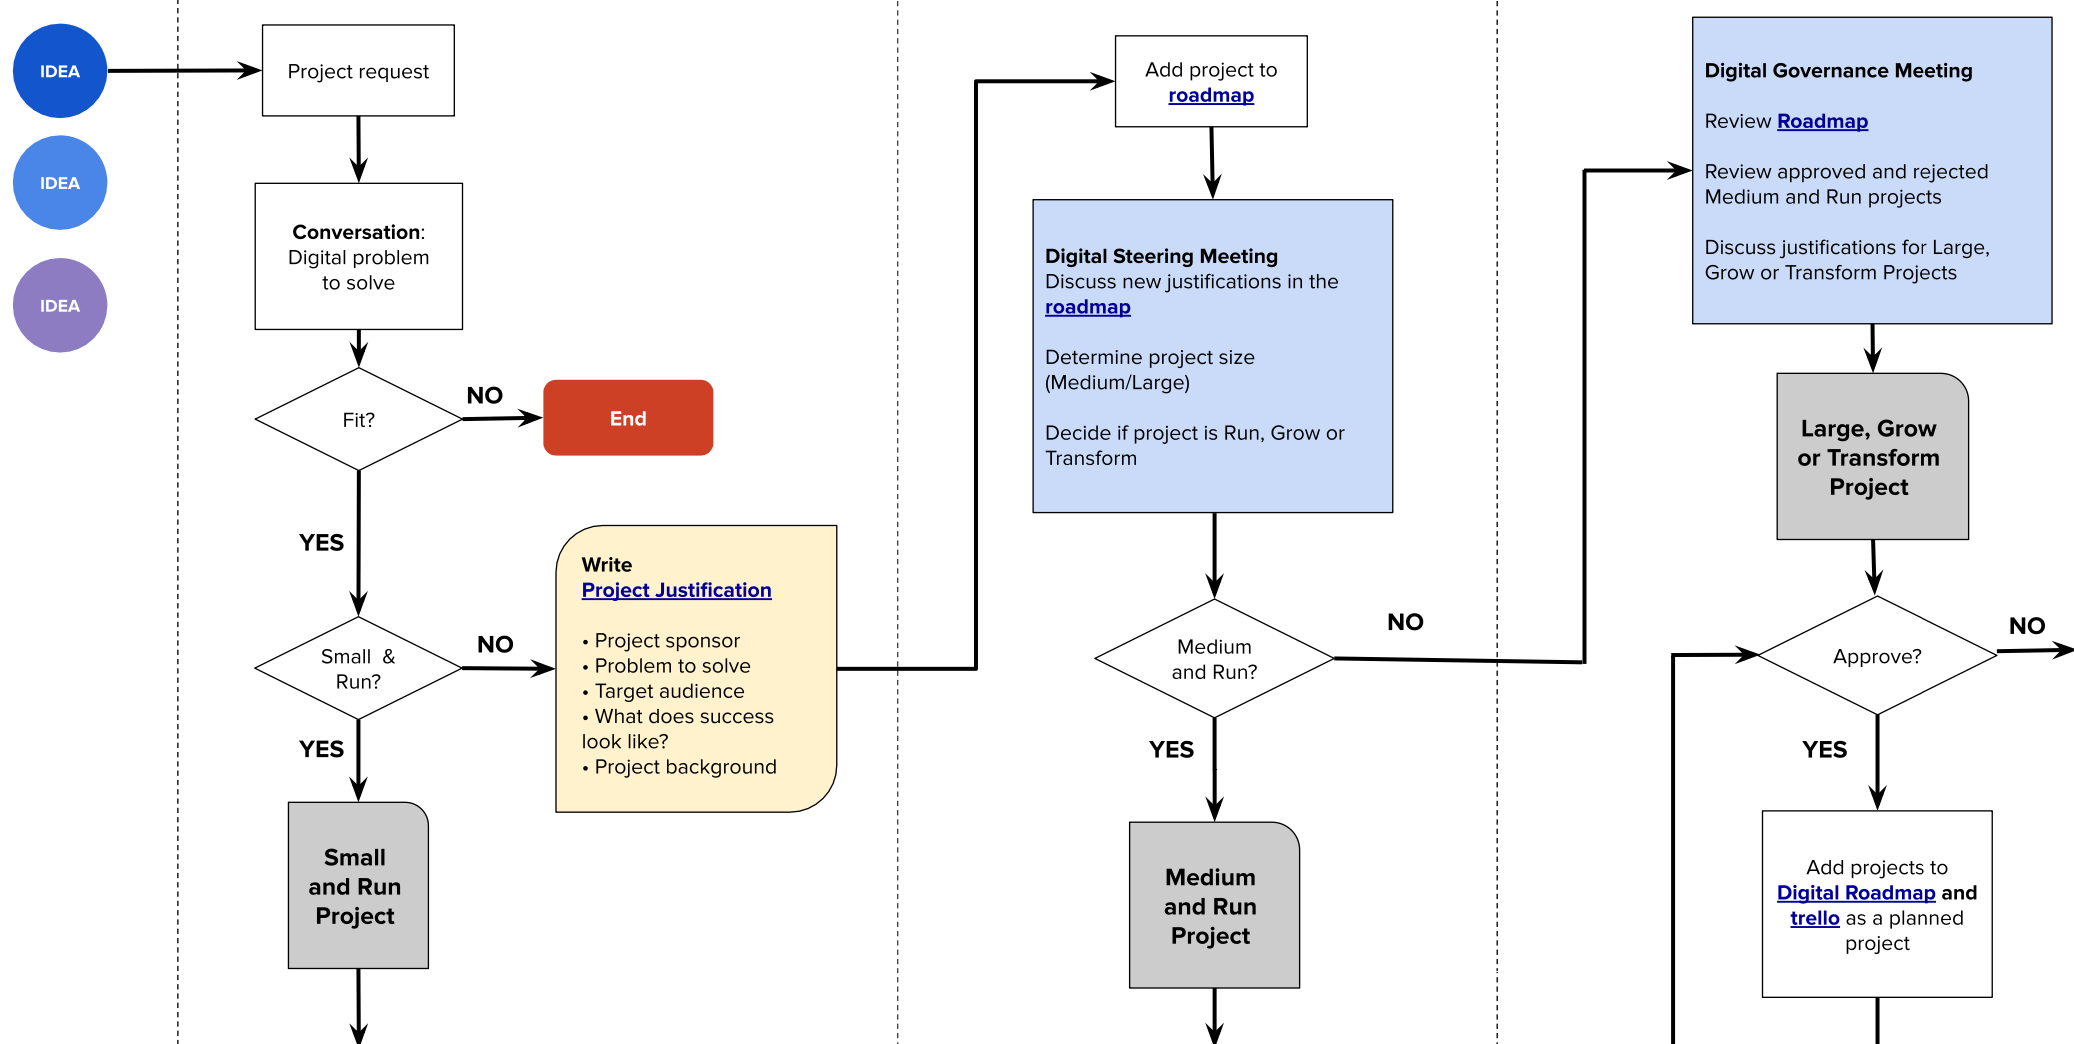 IDEA
IDEA
IDEA
Project request
Conversation:
Digital problem
to solve
Fit?
NO
End
YES
Small & 
Run?
NO
YES
Write
Project Justification
• Project sponsor
• Problem to solve
• Target audience
• What does success
look like?
• Project background
Small
and Run
Project
Add project to
roadmap
Digital Steering Meeting
Discuss new justifications in the
roadmap
Determine project size
(Medium/Large)
Decide if project is Run, Grow or
Transform
Medium
and Run?
NO
YES
Medium
and Run
Project
Digital Governance Meeting
Review Roadmap
Review approved and rejected
Medium and Run projects
Discuss justifications for Large,
Grow or Transform Projects
Large, Grow
or Transform
Project
Approve?
NO
YES
Add projects to
Digital Roadmap and
trello as a planned
project